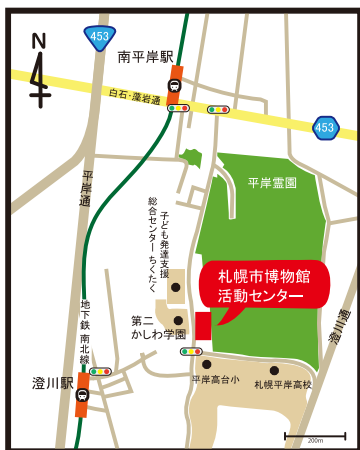 453
N
南平岸駅
白石・藻岩通
453
平岸通
平岸霊園
子ども発達支援
総合センターちくたく
札幌市博物館
活動センター
地下鉄 南北線
第二
かしわ学園
澄川通
澄川駅
平岸高台小
札幌平岸高校
200m